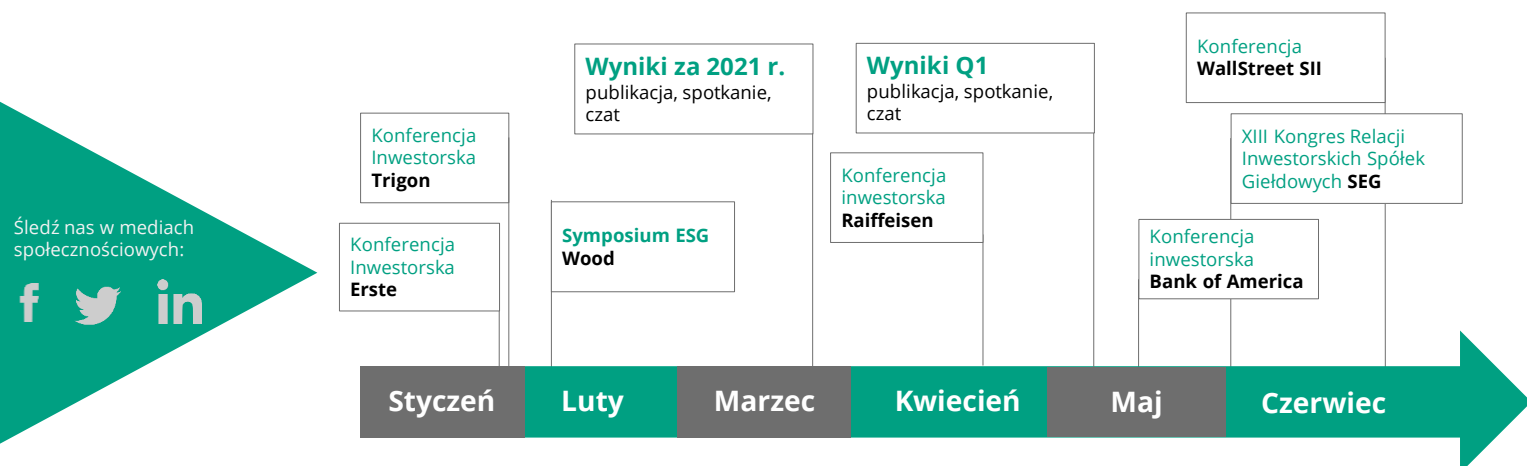 Śledź nas w mediach
społecznościowych:
f
in
Konferencja
Inwestorska
Trigon
Konferencja
Inwestorska
Erste
Symposium ESG
Wood
Wyniki za 2021 r.
publikacja, spotkanie,
czat
Konferencja
inwestorska
Raiffeisen
Wyniki Q1
publikacja, spotkanie,
czat
Konferencja
WallStreet SII
XIII Kongres Relacji
Inwestorskich Spółek
Giełdowych SEG
Konferencja
inwestorska
Bank of America
Styczeń
Luty
Marzec
Kwiecień
Maj
Czerwiec